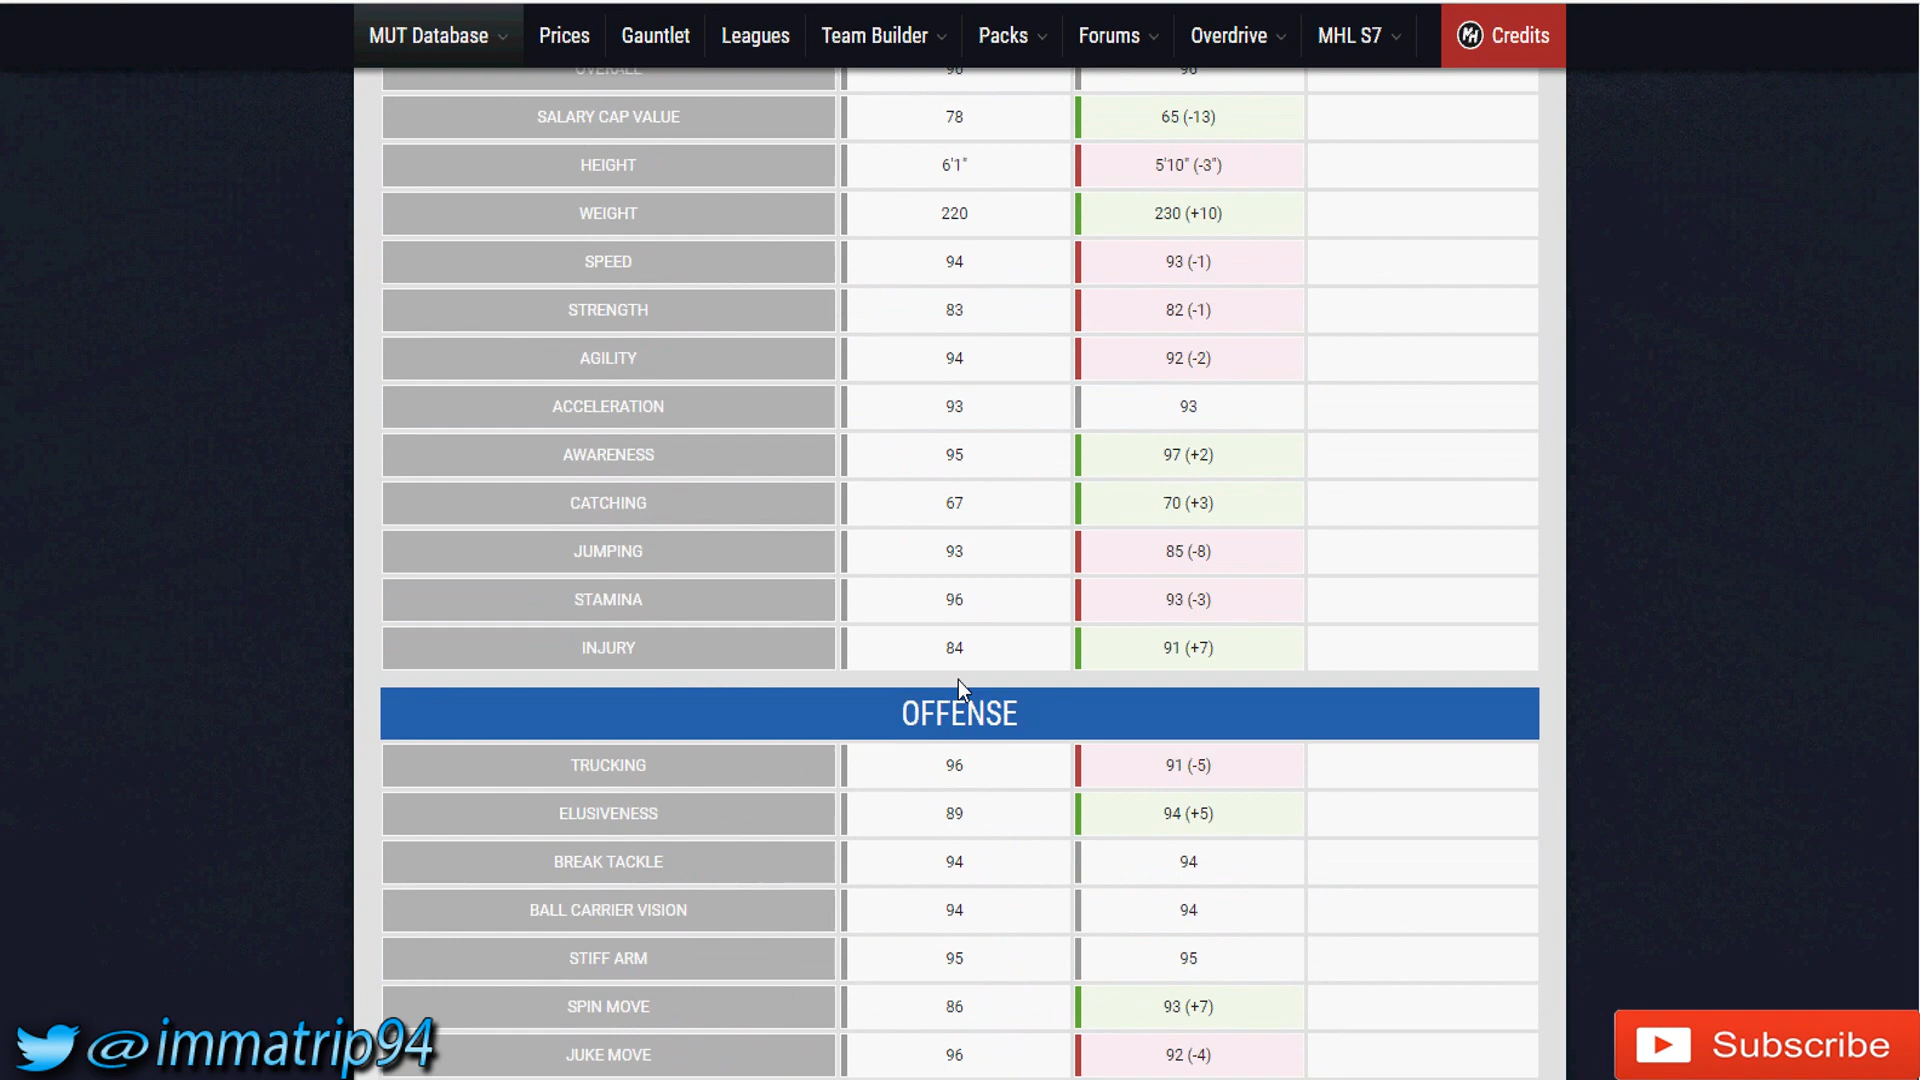 MUT Database Prices Gauntlet Leagues Team Builder Packs Forums Overdrive MHL S7 Credits
OVERALL 96 96
SALARY CAP VALUE 78 65 (-13)
HEIGHT 6'1" 5'10" (-3")
WEIGHT 220 230 (+10)
SPEED 94 93 (-1)
STRENGTH 83 82 (-1)
AGILITY 94 92 (-2)
ACCELERATION 93 93
AWARENESS 95 97 (+2)
CATCHING 67 70 (+3)
JUMPING 93 85 (-8)
STAMINA 96 93 (-3)
INJURY 84 91 (+7)
OFFENSE
TRUCKING 96 91 (-5)
ELUSIVENESS 89 94 (+5)
BREAK TACKLE 94 94
BALL CARRIER VISION 94 94
STIFF ARM 95 95
SPIN MOVE 86 93 (+7)
JUKE MOVE 96 92 (-4)
@immatrip94
Subscribe